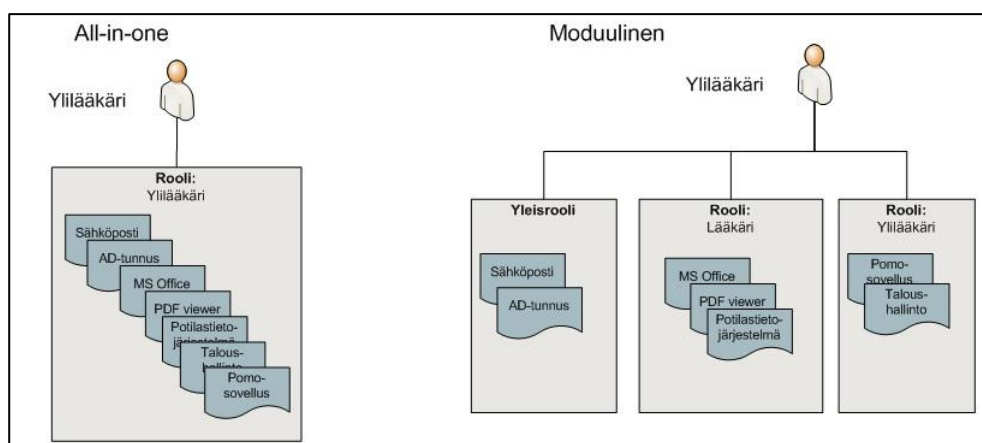 All-in-one
Ylilääkäri
Rooli:
Ylilääkäri
Sähköposti
AD-tunnus
MS Office
PDF viewer
Potilastieto-
järjestelmä
Talous-
hallinto
Pomo-
sovellus
Moduulinen
Ylilääkäri
Yleisrooli
Sähköposti
AD-tunnus
Rooli:
Lääkäri
MS Office
PDF viewer
Potilastieto-
järjestelmä
Rooli:
Ylilääkäri
Pomo-
sovellus
Talous-
hallinto